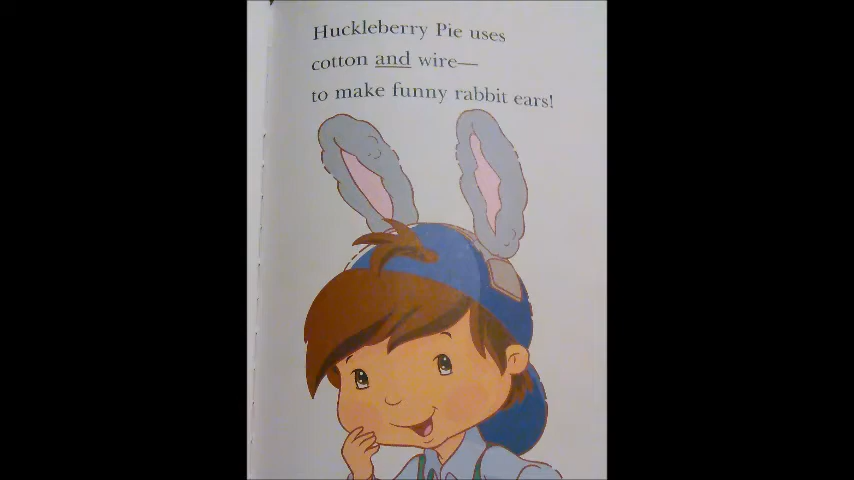 Huckleberry Pie uses
cotton and wire—
to make funny rabbit ears!